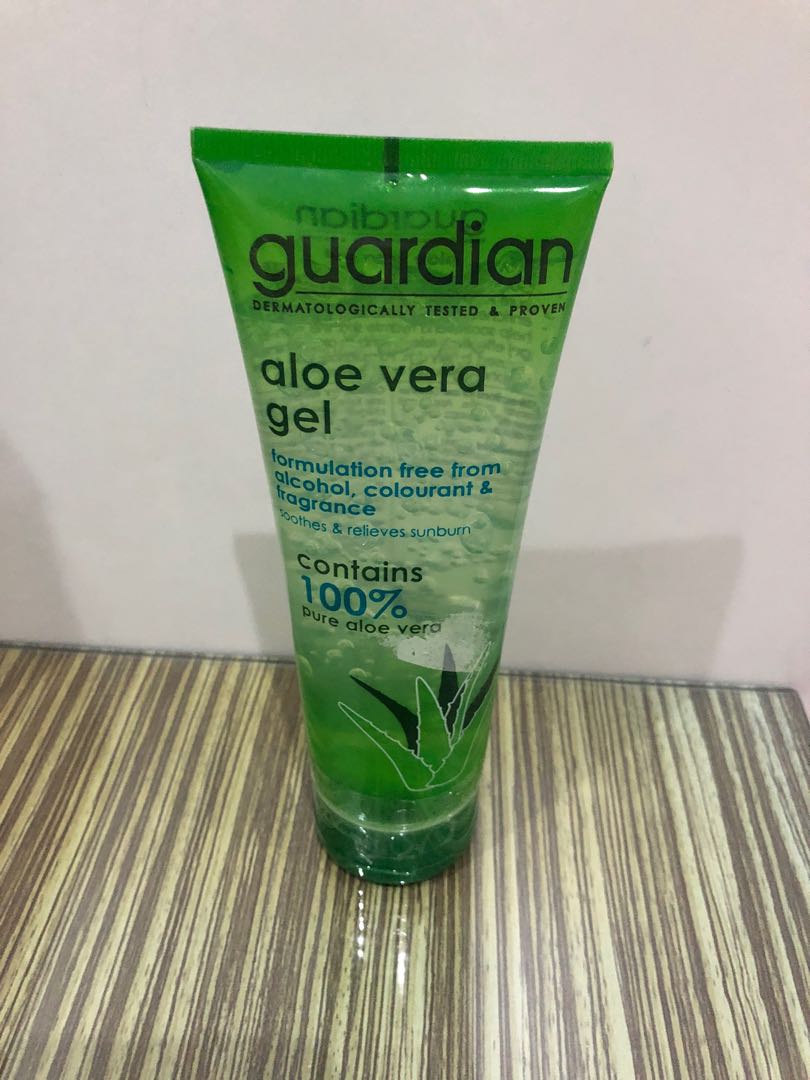 guardian
DERMATOLOGICALLY TESTED & PROVEN
aloe vera
gel
formulation free from
alcohol, colourant &
fragrance
soothes & relieves sunburn
contains
100%
pure aloe vera